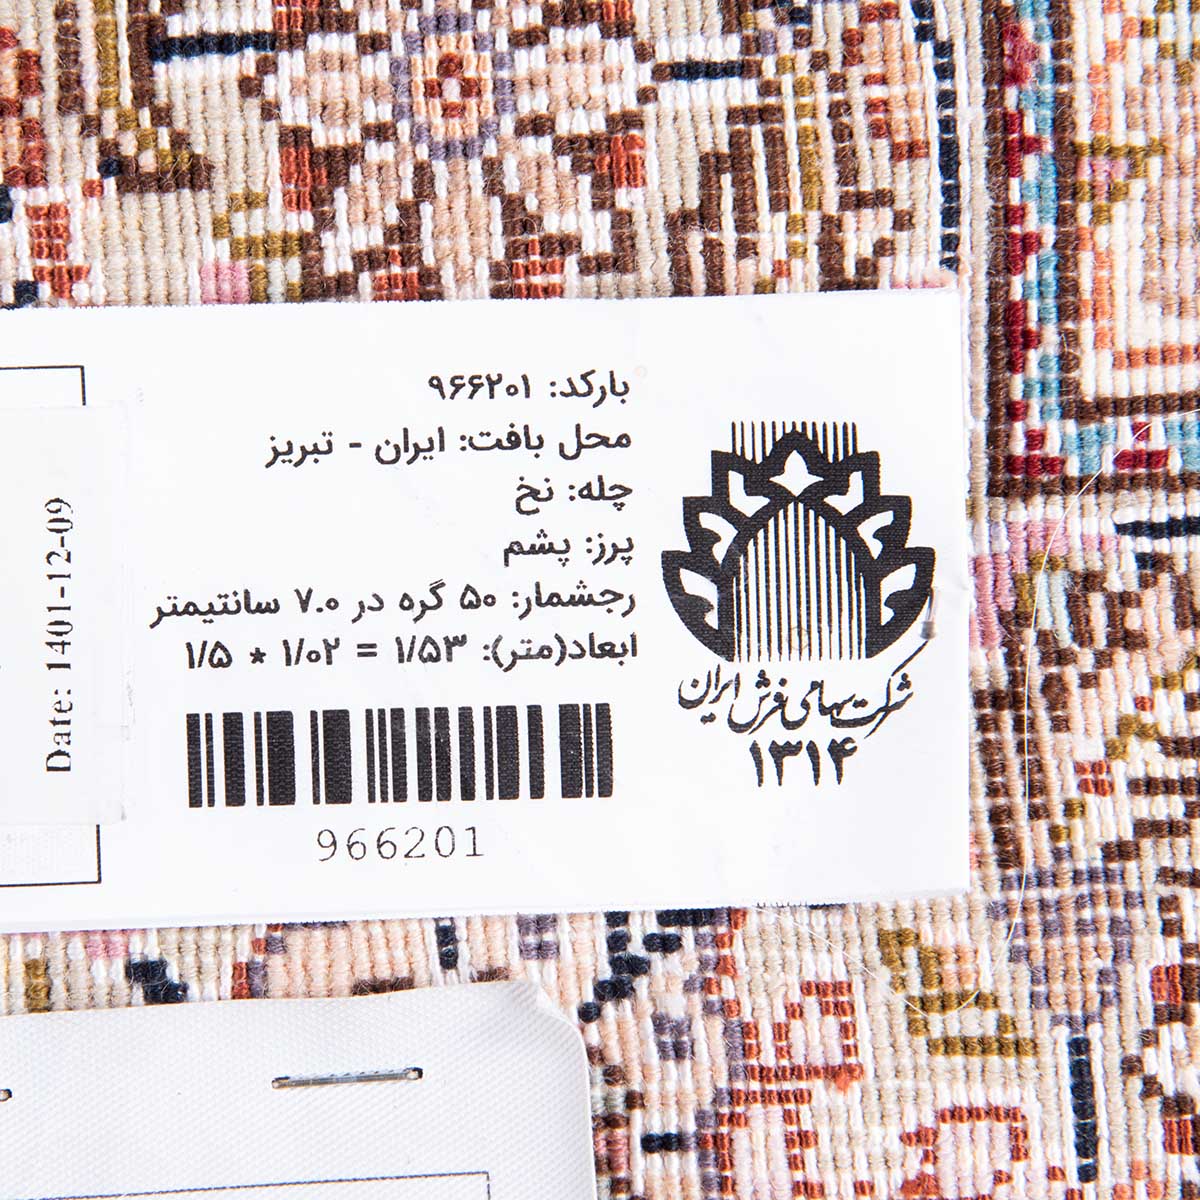 بارکد: ۹۶۶۲۰۱
محل بافت: ایران - تبریز
چله: نخ
پرز: پشم
رجشمار: ۵۰ گره در ۷.۰ سانتیمتر
ابعاد(متر): ۱/۵۳ = ۱/۰۲ * ۱/۵
966201
شرکت سهامی فرش ایران
۱۳۱۴
Date: 1401-12-09